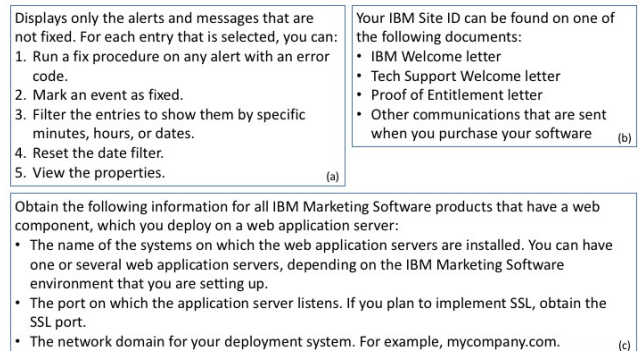 Displays only the alerts and messages that are
not fixed. For each entry that is selected, you can:
1. Run a fix procedure on any alert with an error
code.
2. Mark an event as fixed.
3. Filter the entries to show them by specific
minutes, hours, or dates.
4. Reset the date filter.
5. View the properties.
(a)
Your IBM Site ID can be found on one of
the following documents:
• IBM Welcome letter
• Tech Support Welcome letter
• Proof of Entitlement letter
• Other communications that are sent
when you purchase your software
(b)
Obtain the following information for all IBM Marketing Software products that have a web
component, which you deploy on a web application server:
• The name of the systems on which the web application servers are installed. You can have
one or several web application servers, depending on the IBM Marketing Software
environment that you are setting up.
• The port on which the application server listens. If you plan to implement SSL, obtain the
SSL port.
• The network domain for your deployment system. For example, mycompany.com.
(c)